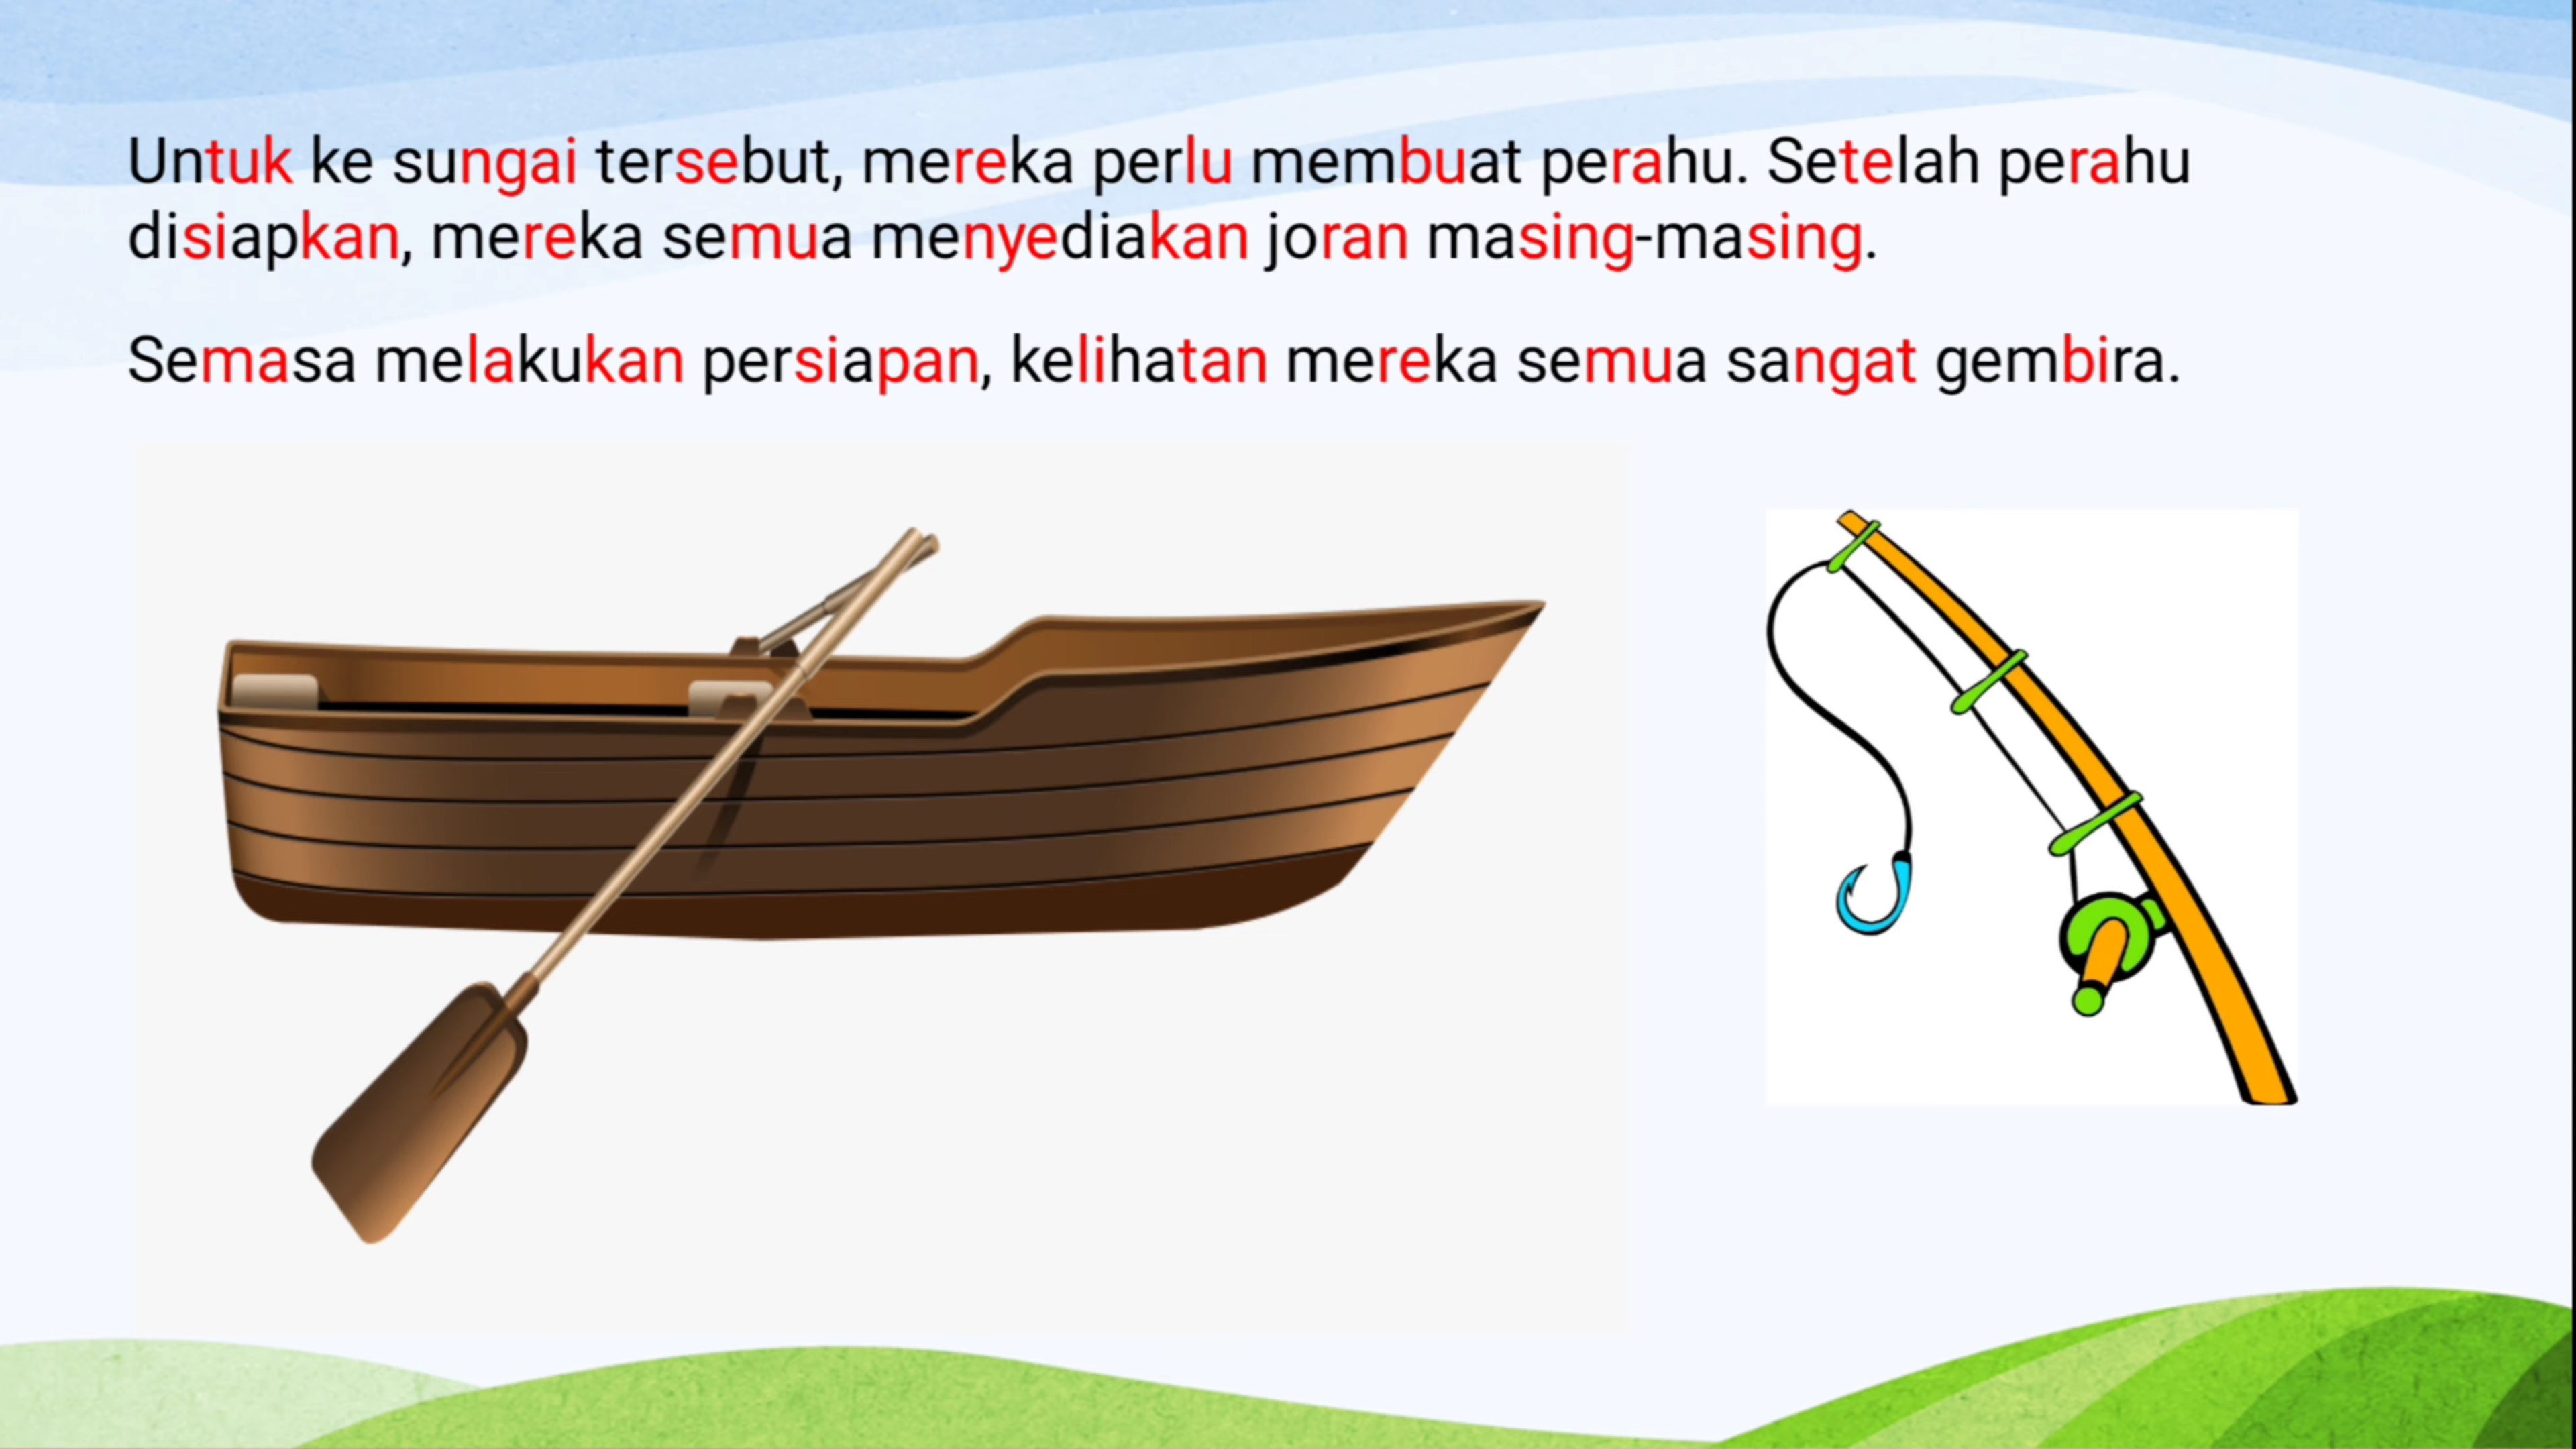 Untuk ke sungai tersebut, mereka perlu membuat perahu. Setelah perahu
disiapkan, mereka semua menyediakan joran masing-masing.
Semasa melakukan persiapan, kelihatan mereka semua sangat gembira.